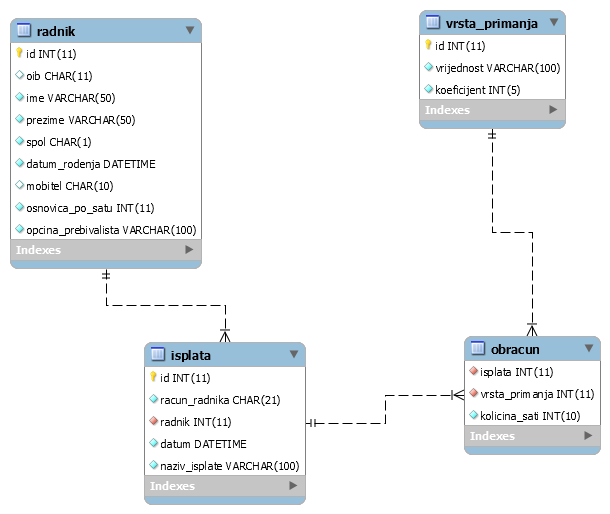 radnik
id INT(11)
oib CHAR(11)
ime VARCHAR(50)
prezime VARCHAR(50)
spol CHAR(1)
datum_rodenja DATETIME
mobitel CHAR(10)
osnovica_po_satu INT(11)
opcina_prebivalista VARCHAR(100)
Indexes
vrsta_primanja
id INT(11)
vrijednost VARCHAR(100)
koeficijent INT(5)
Indexes
isplata
id INT(11)
racun_radnika CHAR(21)
radnik INT(11)
datum DATETIME
naziv_isplate VARCHAR(100)
Indexes
obracun
isplata INT(11)
vrsta_primanja INT(11)
kolicina_sati INT(10)
Indexes